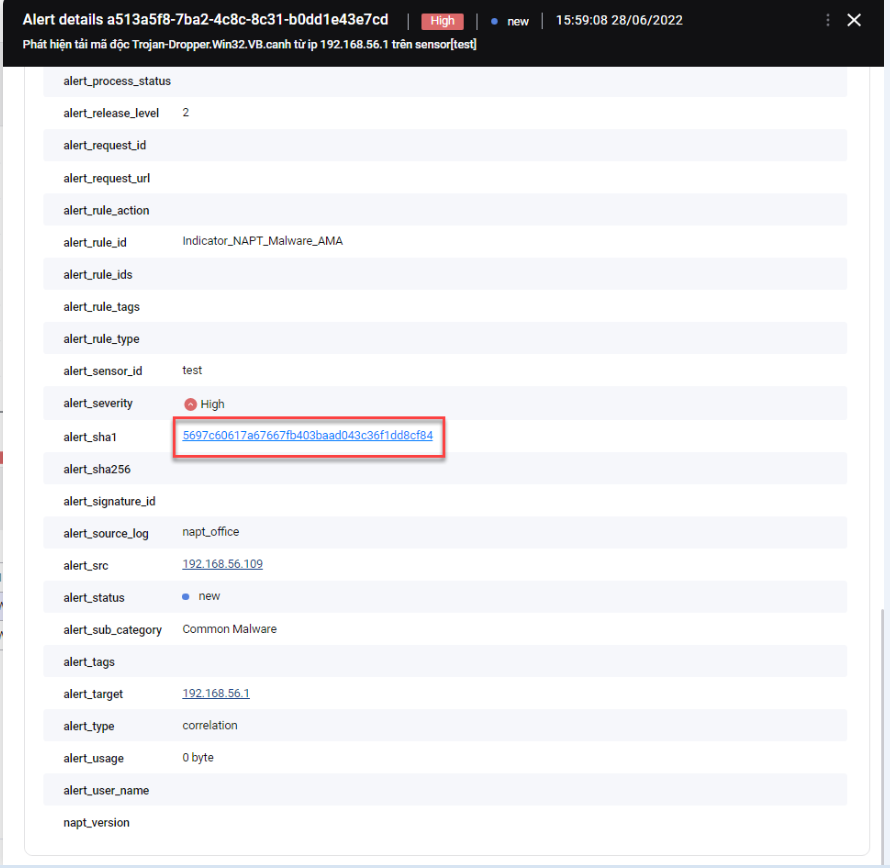 Alert details a513a5f8-7ba2-4c8c-8c31-b0dd1e43e7cd | High | new | 15:59:08 28/06/2022
Phát hiện tải mã độc Trojan-Dropper.Win32.VB.canh từ ip 192.168.56.1 trên sensor[test]
alert_process_status
alert_release_level 2
alert_request_id
alert_request_url
alert_rule_action
alert_rule_id Indicator_NAPT_Malware_AMA
alert_rule_ids
alert_rule_tags
alert_rule_type
alert_sensor_id test
alert_severity High
alert_sha1 5697c60617a67667fb403baad043c36f1dd8cf84
alert_sha256
alert_signature_id
alert_source_log napt_office
alert_src 192.168.56.109
alert_status new
alert_sub_category Common Malware
alert_tags
alert_target 192.168.56.1
alert_type correlation
alert_usage 0 byte
alert_user_name
napt_version